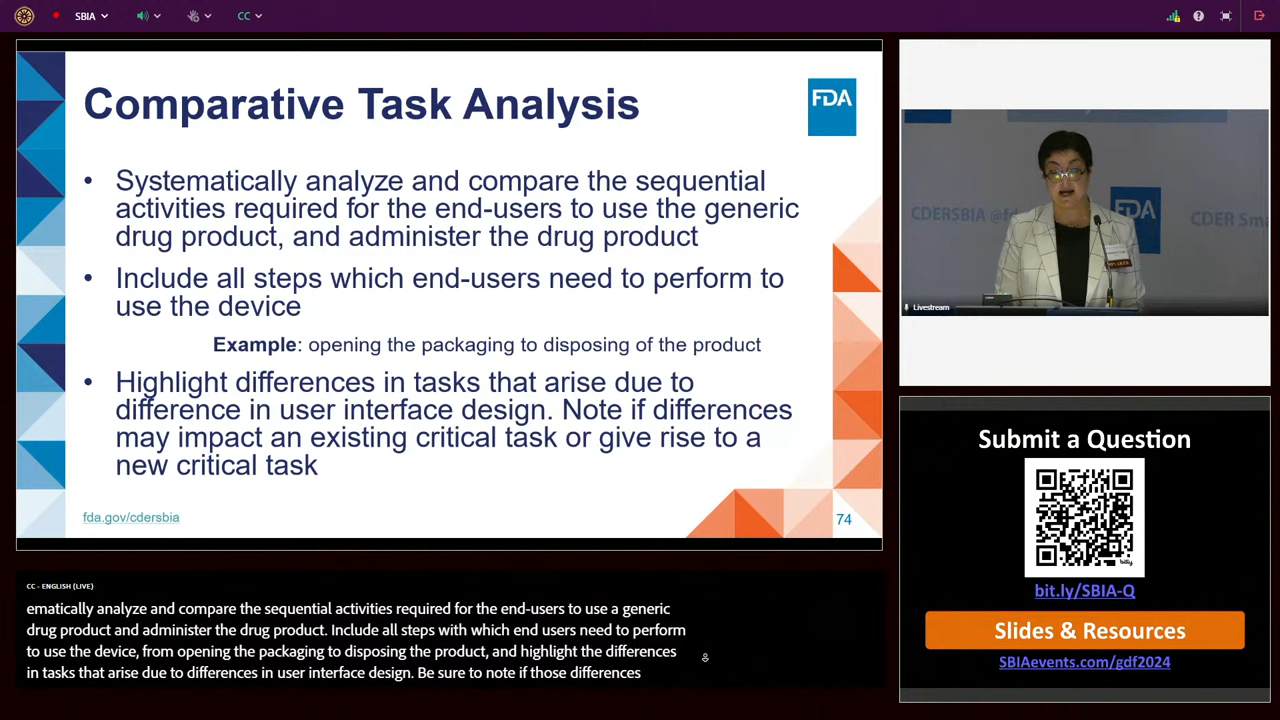 SBIA
CC
Comparative Task Analysis
FDA
• Systematically analyze and compare the sequential
activities required for the end-users to use the generic
drug product, and administer the drug product
• Include all steps which end-users need to perform to
use the device
Example: opening the packaging to disposing of the product
• Highlight differences in tasks that arise due to
difference in user interface design. Note if differences
may impact an existing critical task or give rise to a
new critical task
fda.gov/cdersbia
74
CDERSBIA @fd
FDA
CDER Sma
Livestream
Submit a Question
bitly
bit.ly/SBIA-Q
Slides & Resources
SBIAevents.com/gdf2024
CC - ENGLISH (LIVE)
ematically analyze and compare the sequential activities required for the end-users to use a generic
drug product and administer the drug product. Include all steps with which end users need to perform
to use the device, from opening the packaging to disposing the product, and highlight the differences
in tasks that arise due to differences in user interface design. Be sure to note if those differences